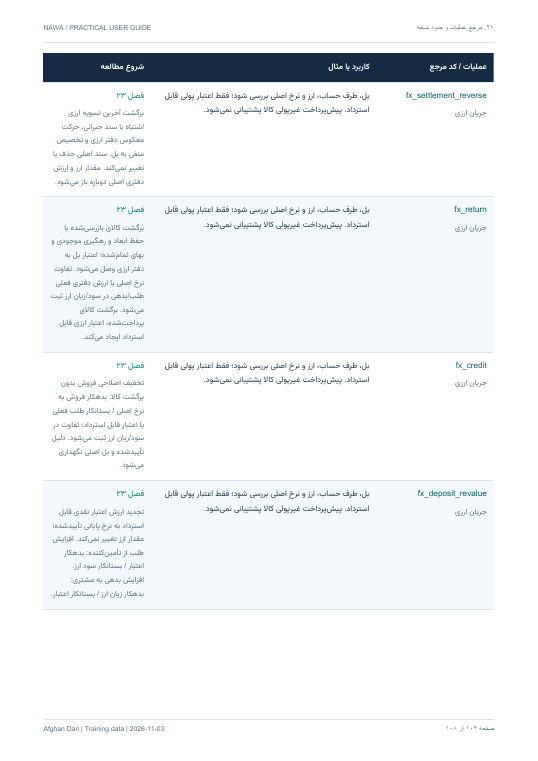 NAWA / PRACTICAL USER GUIDE
۴۲. مرجع عملیات و حدود نسخه
عملیات / کد مرجع
کاربرد یا مثال
شروع مطالعه
fx_settlement_reverse
جریان ارزی
بل، طرف حساب، ارز و نرخ اصلی بررسی شود؛ فقط اعتبار پولی قابل
استرداد. پیش‌پرداخت غیرپولی کالا پشتیبانی نمی‌شود.
فصل ۲۳
برگشت آخرین تسویه ارزی
اشتباه با سند جبرانی، حرکت
معکوس دفتر ارزی و تخصیص
منفی به بل. سند اصلی حذف یا
تغییر نمی‌کند. مقدار ارز و ارزش
دفتری اصلی دوباره باز می‌شود.
fx_return
جریان ارزی
بل، طرف حساب، ارز و نرخ اصلی بررسی شود؛ فقط اعتبار پولی قابل
استرداد. پیش‌پرداخت غیرپولی کالا پشتیبانی نمی‌شود.
فصل ۲۳
برگشت کالای بازرسی‌شده با
حفظ ابعاد و رهگیری موجودی و
بهای تمام‌شده؛ اعتبار بل به
دفتر ارزی وصل می‌شود. تفاوت
نرخ اصلی با ارزش دفتری فعلی
طلب/بدهی در سود/زیان ارز ثبت
می‌شود. برگشت کالای
پرداخت‌شده، اعتبار ارزی قابل
استرداد ایجاد می‌کند.
fx_credit
جریان ارزی
بل، طرف حساب، ارز و نرخ اصلی بررسی شود؛ فقط اعتبار پولی قابل
استرداد. پیش‌پرداخت غیرپولی کالا پشتیبانی نمی‌شود.
فصل ۲۳
تخفیف اصلاحی فروش بدون
برگشت کالا: بدهکار فروش به
نرخ اصلی / بستانکار طلب فعلی
یا اعتبار قابل استرداد؛ تفاوت در
سود/زیان ارز ثبت می‌شود. دلیل
تأییدشده و بل اصلی نگهداری
می‌شود.
fx_deposit_revalue
جریان ارزی
بل، طرف حساب، ارز و نرخ اصلی بررسی شود؛ فقط اعتبار پولی قابل
استرداد. پیش‌پرداخت غیرپولی کالا پشتیبانی نمی‌شود.
فصل ۲۳
تجدید ارزش اعتبار نقدی قابل
استرداد به نرخ پایانی تأییدشده؛
مقدار ارز تغییر نمی‌کند. افزایش
طلب از تأمین‌کننده: بدهکار
اعتبار / بستانکار سود ارز.
افزایش بدهی به مشتری:
بدهکار زیان ارز / بستانکار اعتبار.
Afghan Dari | Training data | 2026-11-03
صفحه ۱۰۴ از ۱۰۸